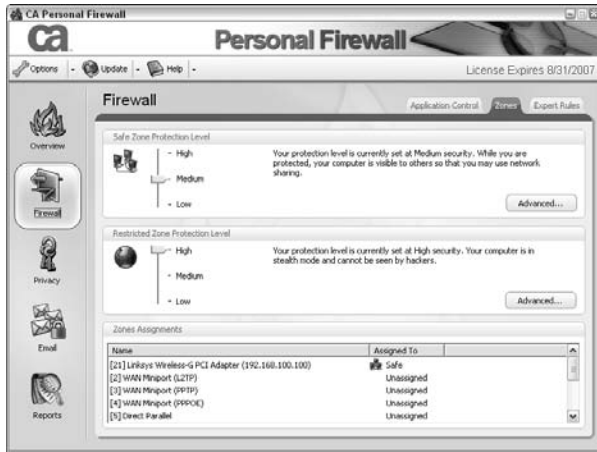 CA Personal Firewall
ca
Personal Firewall
Options
Update
Help
License Expires 8/31/2007
Firewall
Application Control
Zones
Expert Rules
Overview
Firewall
Privacy
Email
Reports
Safe Zone Protection Level
High
Medium
Low
Your protection level is currently set at Medium security. While you are
protected, your computer is visible to others so that you may use network
sharing.
Advanced...
Restricted Zone Protection Level
High
Medium
Low
Your protection level is currently set at High security. Your computer is in
stealth mode and cannot be seen by hackers.
Advanced...
Zones Assignments
Name Assigned To
[21] Linksys Wireless-G PCI Adapter (192.168.100.100) Safe
[2] WAN Miniport (L2TP) Unassigned
[3] WAN Miniport (PPTP) Unassigned
[4] WAN Miniport (PPPOE) Unassigned
[5] Direct Parallel Unassigned